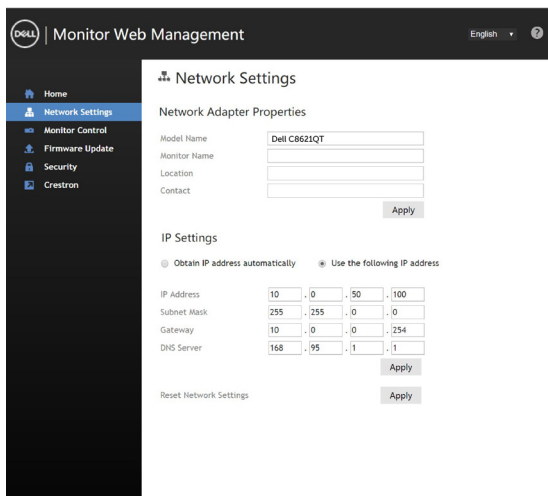 DELL | Monitor Web Management
English
?
Home
Network Settings
Monitor Control
Firmware Update
Security
Crestron
Network Settings
Network Adapter Properties
Model Name Dell C8621QT
Monitor Name
Location
Contact
Apply
IP Settings
Obtain IP address automatically Use the following IP address
IP Address 10 . 0 . 50 . 100
Subnet Mask 255 . 255 . 0 . 0
Gateway 10 . 0 . 0 . 254
DNS Server 168 . 95 . 1 . 1
Apply
Reset Network Settings Apply